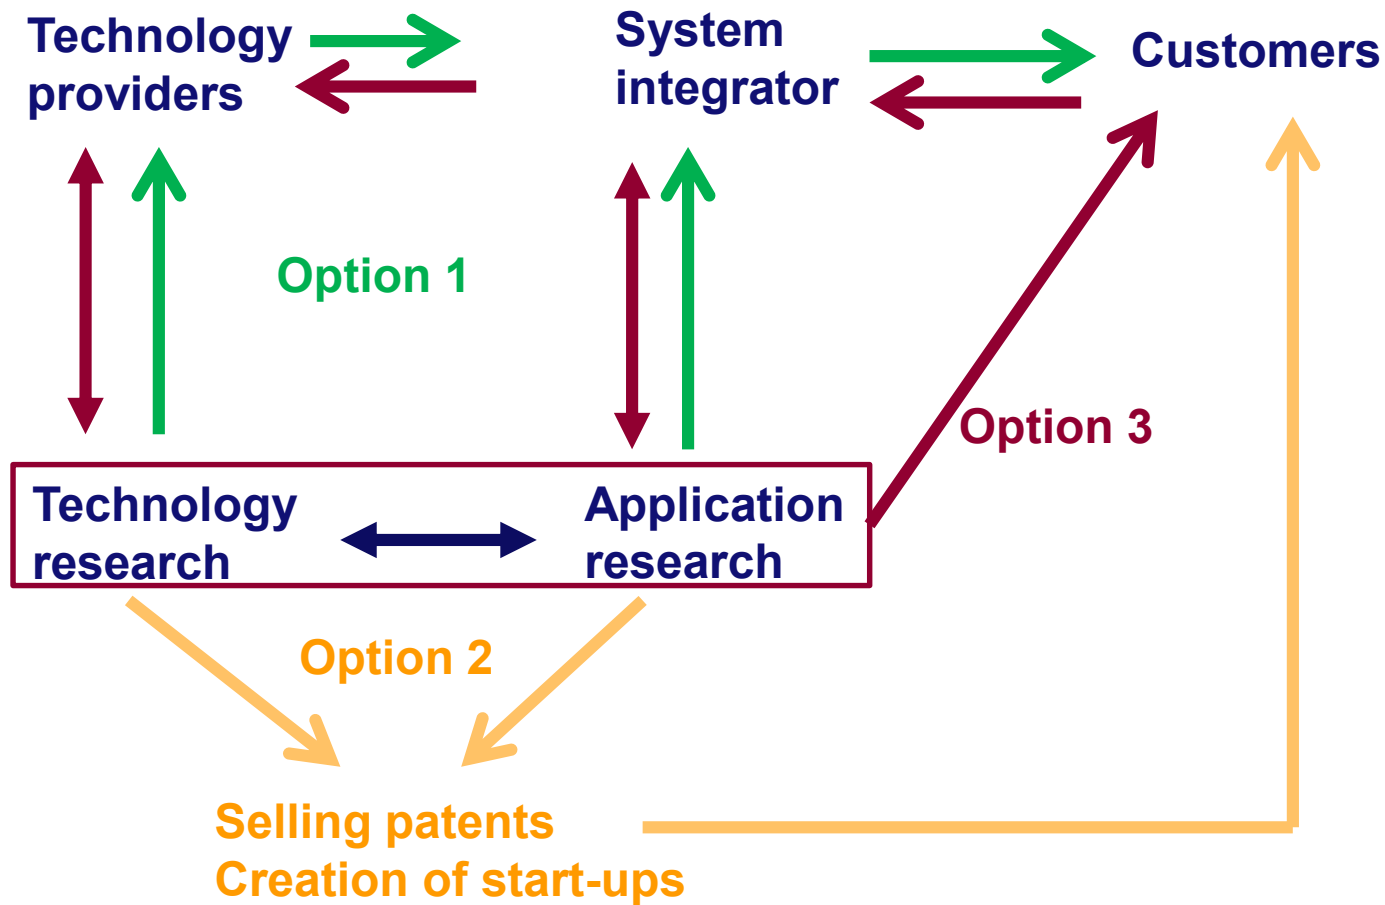 Technology
providers
System
integrator
Customers
Option 1
Option 3
Technology
research
Application
research
Option 2
Selling patents
Creation of start-ups